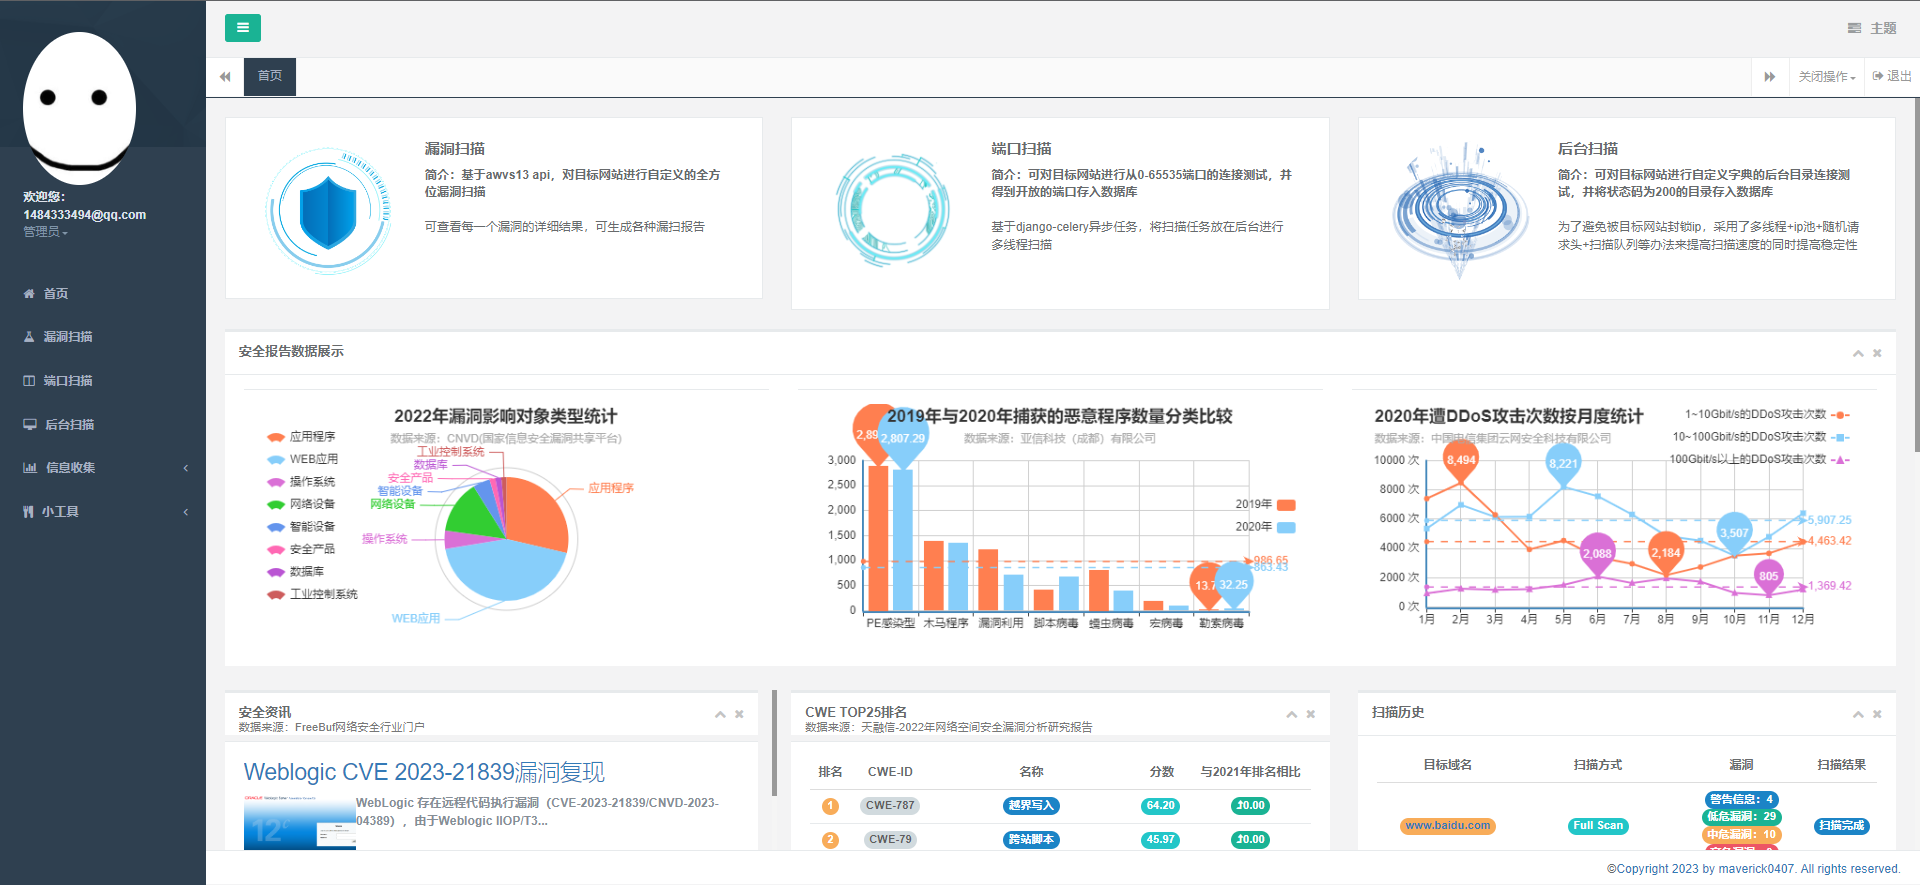 主题
首页
关闭操作
退出
欢迎您：
1484333494@qq.com
管理员
首页
漏洞扫描
端口扫描
后台扫描
信息收集
小工具
漏洞扫描
简介：基于awvs13 api，对目标网站进行自定义的全方
位漏洞扫描
可查看每一个漏洞的详细结果，可生成各种漏扫报告
端口扫描
简介：可对目标网站进行从0-65535端口的连接测试，并
得到开放的端口存入数据库
基于django-celery异步任务，将扫描任务放在后台进行
多线程扫描
后台扫描
简介：可对目标网站进行自定义字典的后台目录连接测
试，并将状态码为200的目录存入数据库
为了避免被目标网站封锁ip，采用了多线程+ip池+随机请
求头+扫描队列等办法来提高扫描速度的同时提高稳定性
安全报告数据展示
2022年漏洞影响对象类型统计
数据来源：CNVD(国家信息安全漏洞共享平台)
应用程序
WEB应用
操作系统
网络设备
智能设备
安全产品
数据库
工业控制系统
工业控制系统
数据库
安全产品
智能设备
网络设备
操作系统
应用程序
WEB应用
2019年与2020年捕获的恶意程序数量分类比较
数据来源：亚信科技（成都）有限公司
2,89
2,807.29
3,000
2,500
2,000
1,500
1,000
500
0
2019年
2020年
986.65
863.43
13.7
32.25
PE感染型 木马程序 漏洞利用 脚本病毒 蠕虫病毒 宏病毒 勒索病毒
2020年遭DDoS攻击次数按月度统计
数据来源：中国电信集团云网安全科技有限公司
1~10Gbit/s的DDoS攻击次数
10~100Gbit/s的DDoS攻击次数
100Gbit/s以上的DDoS攻击次数
10000 次
8000 次
6000 次
4000 次
2000 次
0 次
8,494
8,221
2,088
2,184
3,507
805
5,907.25
4,463.42
1,369.42
1月 2月 3月 4月 5月 6月 7月 8月 9月 10月 11月 12月
安全资讯
数据来源：FreeBuf网络安全行业门户
Weblogic CVE 2023-21839漏洞复现
ORACLE
12c
WebLogic 存在远程代码执行漏洞（CVE-2023-21839/CNVD-2023-
04389），由于Weblogic IIOP/T3...
CWE TOP25排名
数据来源：天融信-2022年网络空间安全漏洞分析研究报告
排名 CWE-ID 名称 分数 与2021年排名相比
1 CWE-787 越界写入 64.20 10.00
2 CWE-79 跨站脚本 45.97 10.00
扫描历史
目标域名 扫描方式 漏洞 扫描结果
警告信息：4
低危漏洞：29
www.baidu.com Full Scan 中危漏洞：10 扫描完成
©Copyright 2023 by maverick0407. All rights reserved.